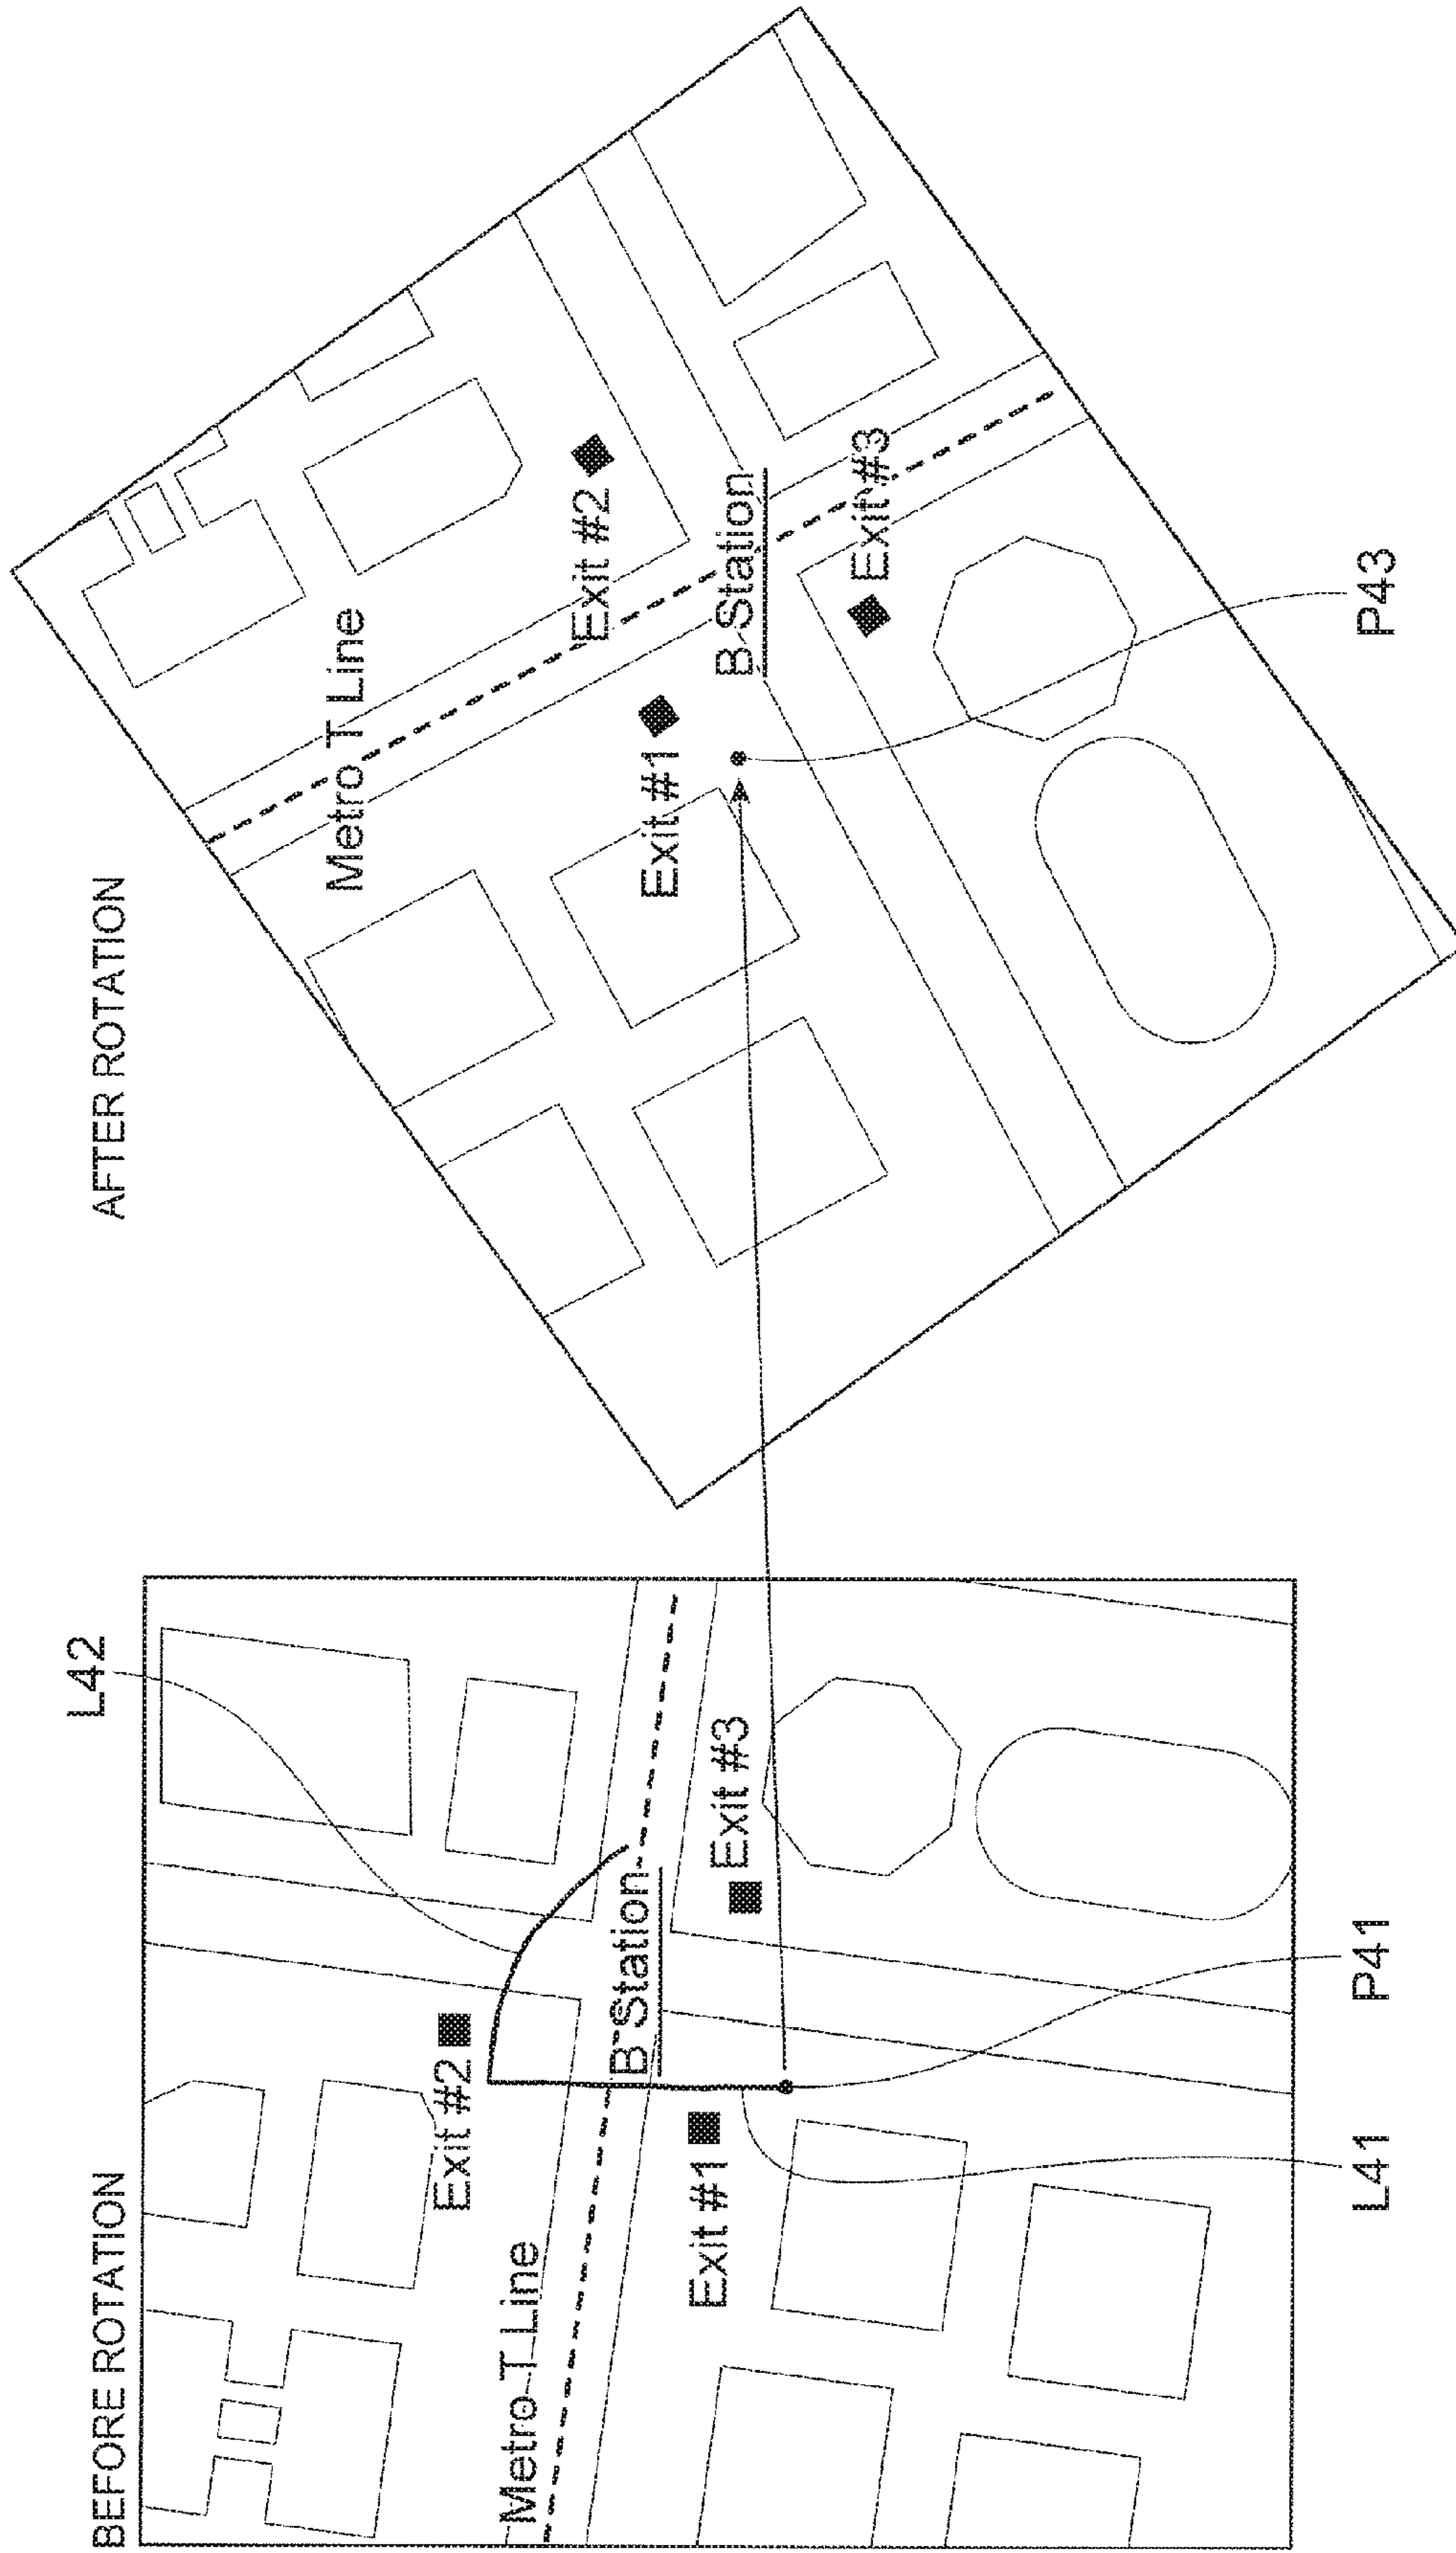 BEFORE ROTATION
L42
Metro T Line
Exit #2
B Station
Exit #1
Exit #3
L41
P41
AFTER ROTATION
Metro T Line
Exit #2
Exit #1
B Station
Exit #3
P43